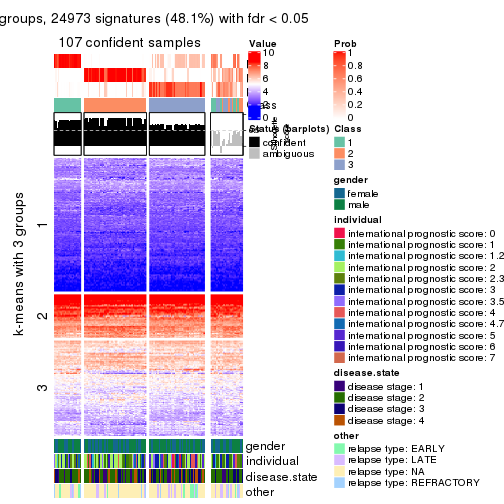 groups, 24973 signatures (48.1%) with fdr < 0.05
107 confident samples
k-means with 3 groups
1
2
3
gender
individual
disease.state
other
Value
10
8
6
4
2
0
Status (barplots)
confident
ambiguous
Prob
1
0.8
0.6
0.4
0.2
0
Class
1
2
3
gender
female
male
individual
international prognostic score: 0
international prognostic score: 1
international prognostic score: 1.2
international prognostic score: 2
international prognostic score: 2.3
international prognostic score: 3
international prognostic score: 3.5
international prognostic score: 4
international prognostic score: 4.7
international prognostic score: 5
international prognostic score: 6
international prognostic score: 7
disease.state
disease stage: 1
disease stage: 2
disease stage: 3
disease stage: 4
other
relapse type: EARLY
relapse type: LATE
relapse type: NA
relapse type: REFRACTORY